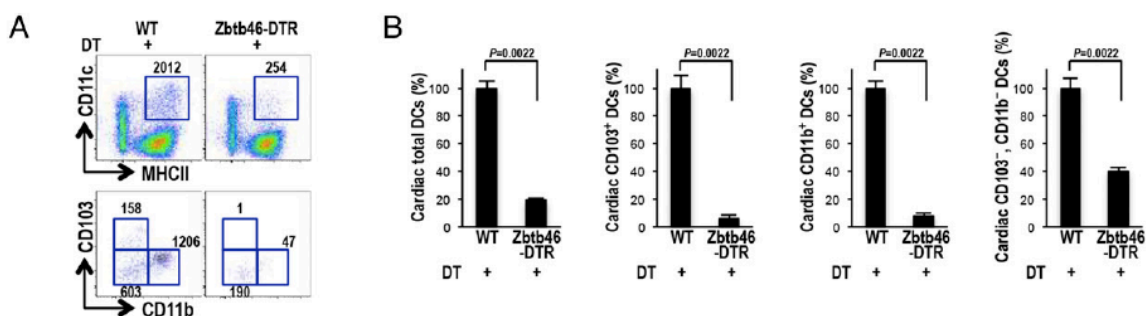 A
WT Zbtb46-DTR
DT + +
2012 254
CD11c
MHCII
158 1
1206 47
CD103
603 190
CD11b
B
P=0.0022
Cardiac total DCs (%)
100
80
60
40
20
0
WT Zbtb46
-DTR
DT + +
P=0.0022
Cardiac CD103⁺ DCs (%)
100
80
60
40
20
0
WT Zbtb46
-DTR
DT + +
P=0.0022
Cardiac CD11b⁺ DCs (%)
100
80
60
40
20
0
WT Zbtb46
-DTR
DT + +
P=0.0022
Cardiac CD103⁻, CD11b⁻ DCs (%)
100
80
60
40
20
0
WT Zbtb46
-DTR
DT + +